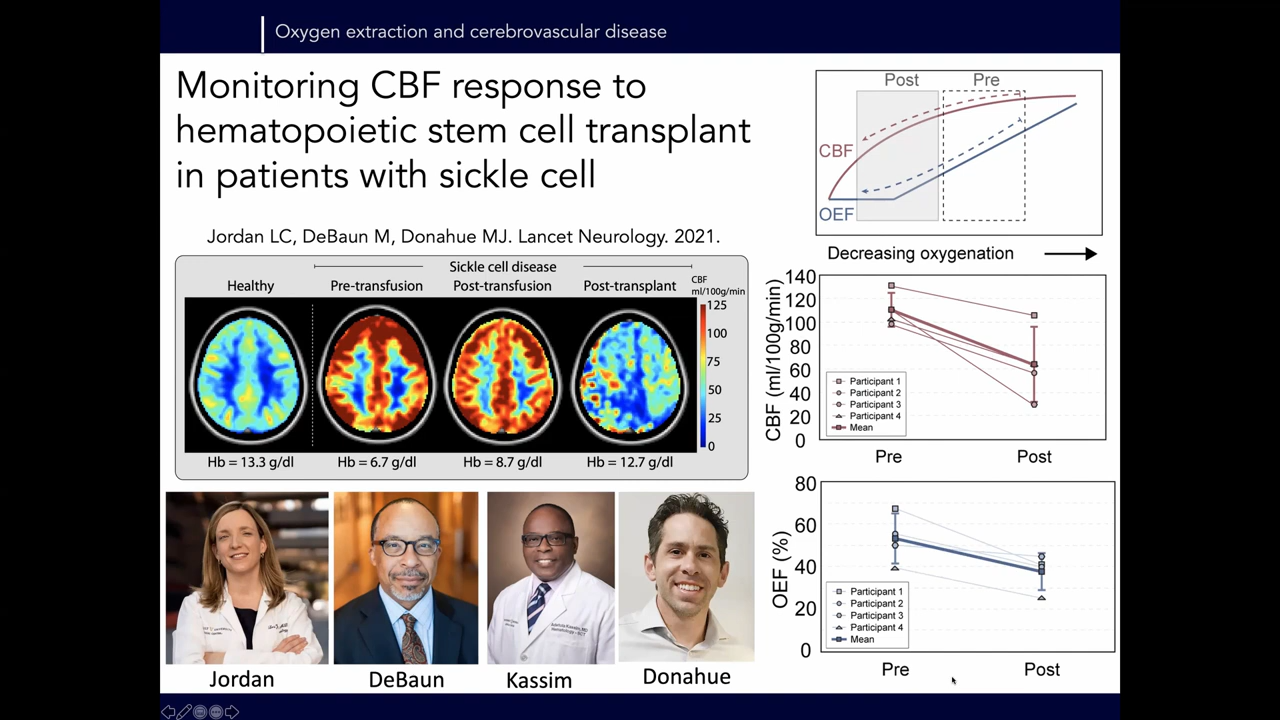 Oxygen extraction and cerebrovascular disease
Monitoring CBF response to
hematopoietic stem cell transplant
in patients with sickle cell
Jordan LC, DeBaun M, Donahue MJ. Lancet Neurology. 2021.
Sickle cell disease
Healthy
Pre-transfusion
Post-transfusion
Post-transplant
CBF
ml/100g/min
125
100
75
50
25
0
Hb = 13.3 g/dl
Hb = 6.7 g/dl
Hb = 8.7 g/dl
Hb = 12.7 g/dl
Jordan
DeBaun
Kassim
Donahue
Post
Pre
CBF
OEF
Decreasing oxygenation
CBF (ml/100g/min)
140
120
100
80
60
40
20
0
Participant 1
Participant 2
Participant 3
Participant 4
Mean
Pre
Post
OEF (%)
80
60
40
20
0
Participant 1
Participant 2
Participant 3
Participant 4
Mean
Pre
Post